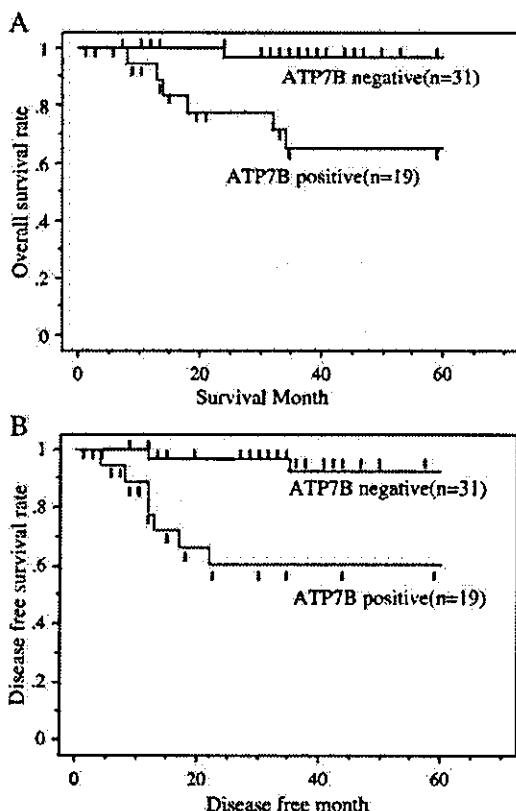 A
1
.8
.6
.4
.2
0
Overall survival rate
ATP7B negative(n=31)
ATP7B positive(n=19)
0 20 40 60
Survival Month
B
1
.8
.6
.4
.2
0
Disease free survival rate
ATP7B negative(n=31)
ATP7B positive(n=19)
0 20 40 60
Disease free month